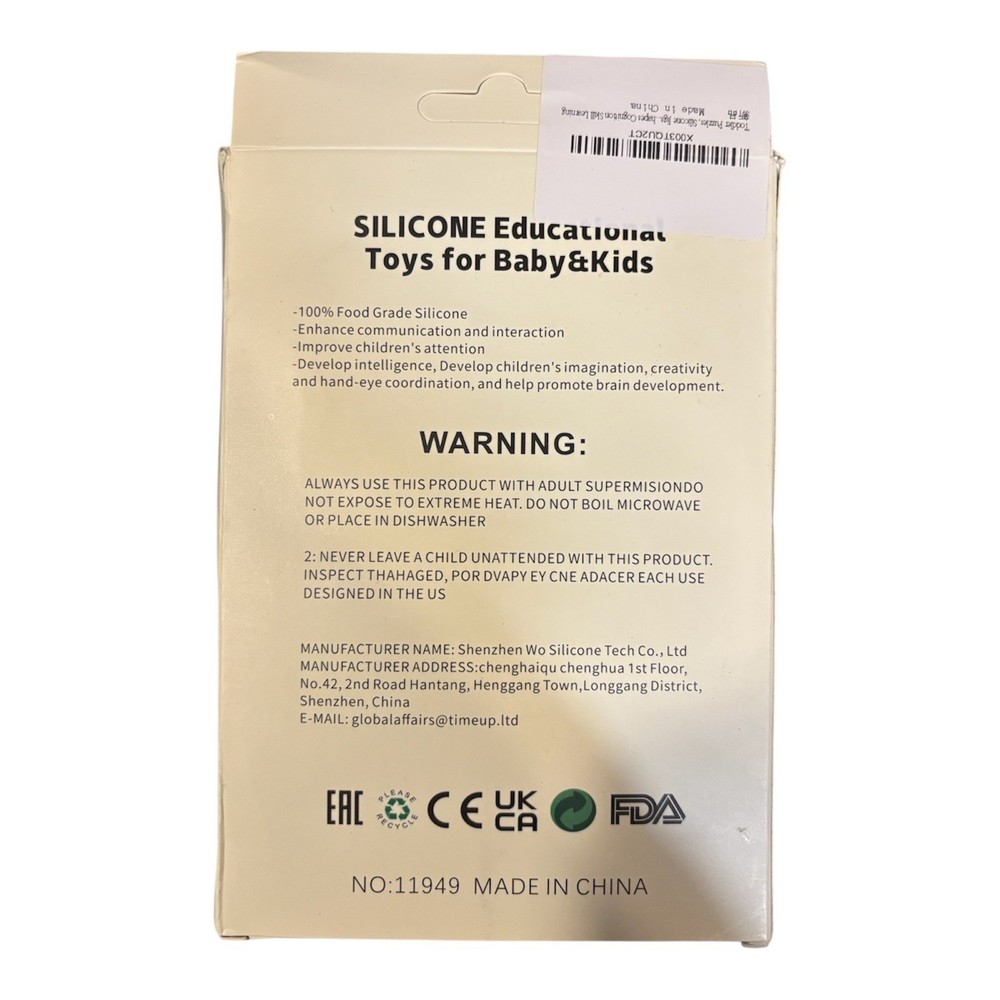 Toddler Puzzles, Silicone Jigs...hapes Cognition Skill Learning
新品 Made in China
X003TQU2CT
SILICONE Educational
Toys for Baby&Kids
-100% Food Grade Silicone
-Enhance communication and interaction
-Improve children's attention
-Develop intelligence, Develop children's imagination, creativity
and hand-eye coordination, and help promote brain development.
WARNING:
ALWAYS USE THIS PRODUCT WITH ADULT SUPERMISIONDO
NOT EXPOSE TO EXTREME HEAT. DO NOT BOIL MICROWAVE
OR PLACE IN DISHWASHER
2: NEVER LEAVE A CHILD UNATTENDED WITH THIS PRODUCT.
INSPECT THAHAGED, POR DVAPY EY CNE ADACER EACH USE
DESIGNED IN THE US
MANUFACTURER NAME: Shenzhen Wo Silicone Tech Co., Ltd
MANUFACTURER ADDRESS:chenghaiqu chenghua 1st Floor,
No.42, 2nd Road Hantang, Henggang Town,Longgang District,
Shenzhen, China
E-MAIL: globalaffairs@timeup.ltd
EAC PLEASE RECYCLE CE UK CA FDA
NO:11949 MADE IN CHINA